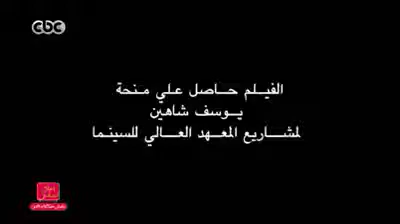 cbc
الفيلم حاصل علي منحة
يوسف شاهين
لمشاريع المعهد العالي للسينما